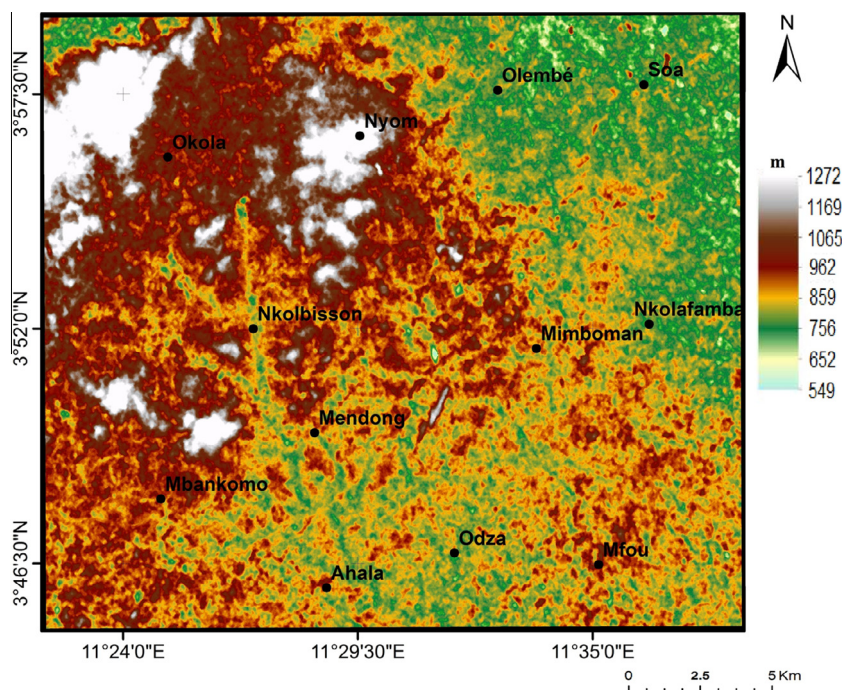 N
3°57'30"N
3°52'0"N
3°46'30"N
Olembé
Soa
Nyom
Okola
Nkolafamba
Nkolbisson
Mimboman
Mendong
Mbankomo
Odza
Mfou
Ahala
m
1272
1169
1065
962
859
756
652
549
11°24'0"E
11°29'30"E
11°35'0"E
0 2.5 5 Km